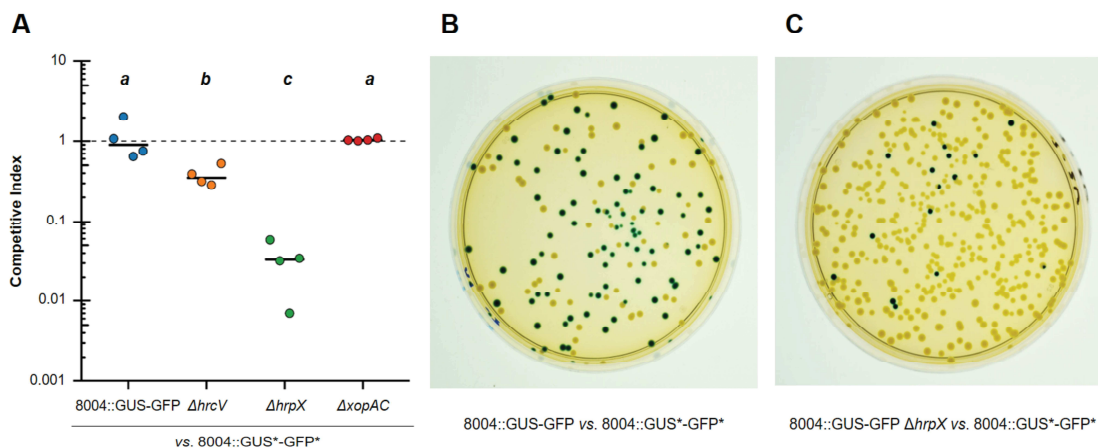 A
B
C
Competitive Index
10
1
0.1
0.01
0.001
a
b
c
a
8004::GUS-GFP
ΔhrcV
ΔhrpX
ΔxopAC
vs. 8004::GUS*-GFP*
8004::GUS-GFP vs. 8004::GUS*-GFP*
8004::GUS-GFP ΔhrpX vs. 8004::GUS*-GFP*